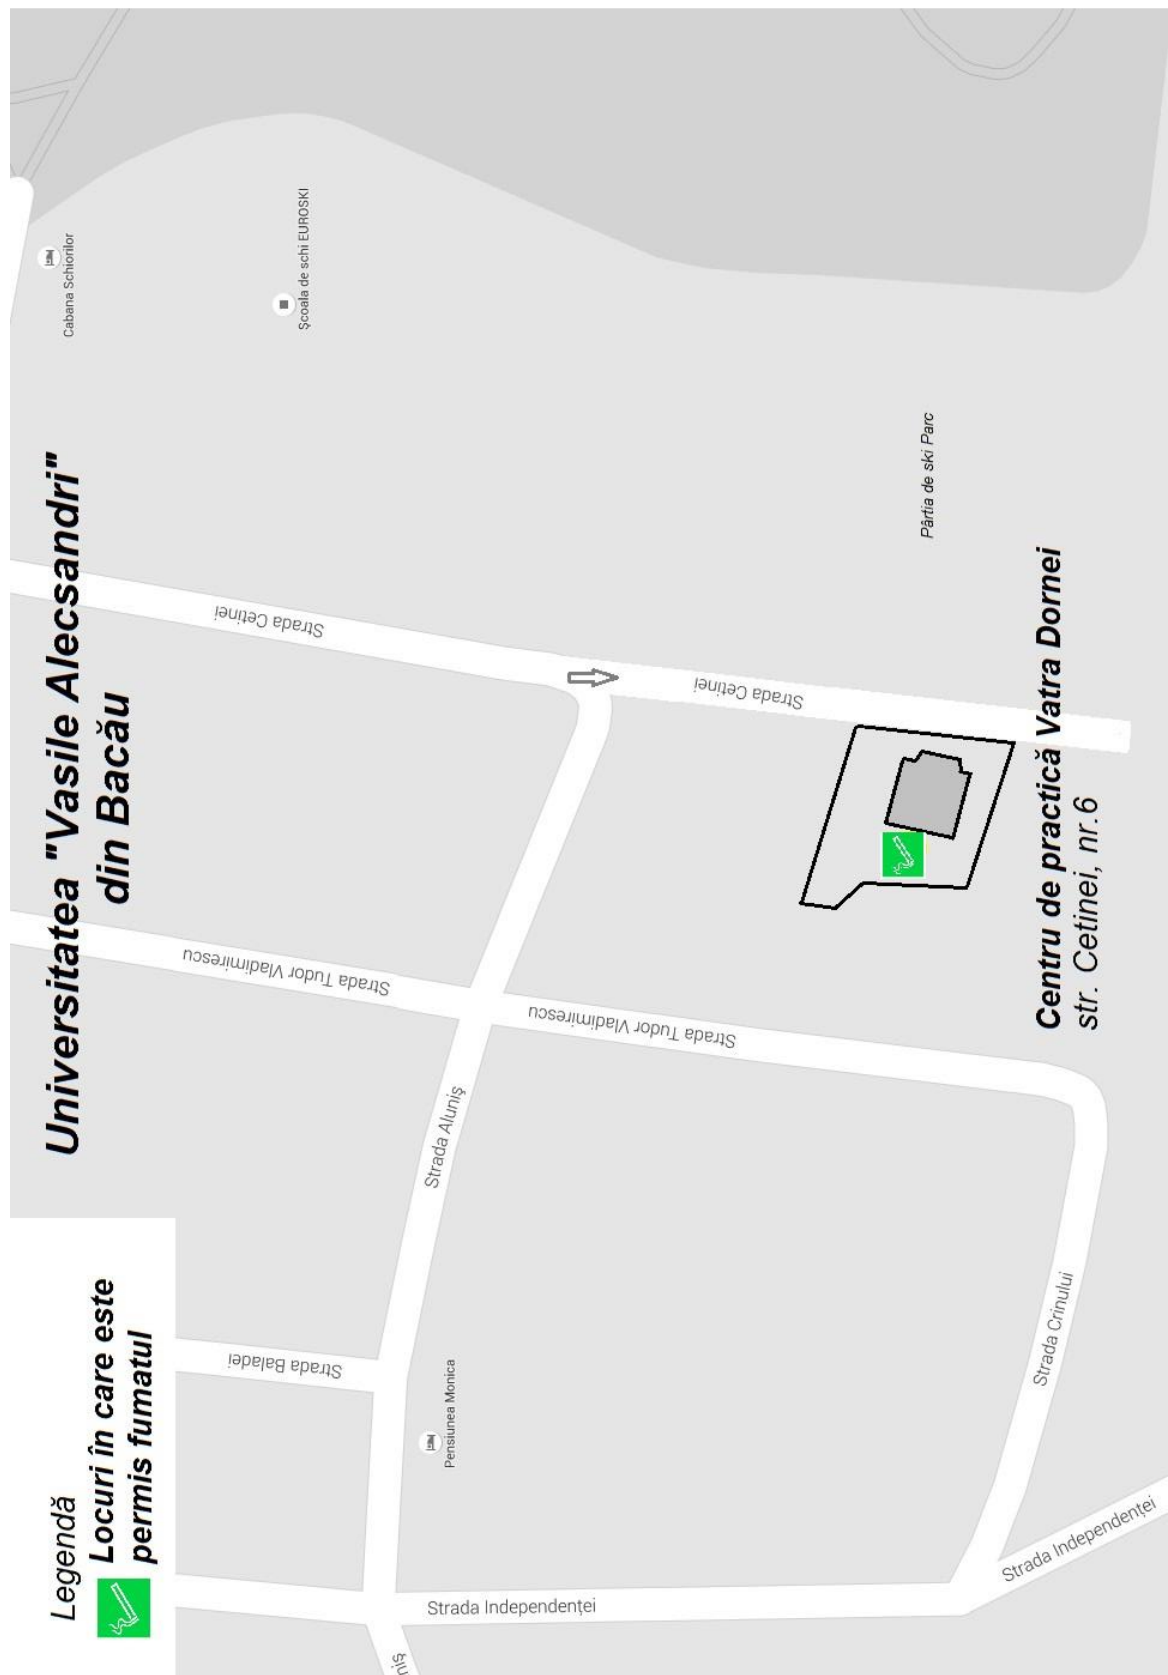 Universitatea "Vasile Alecsandri"
din Bacău
Legendă
Locuri în care este
permis fumatul
Cabana Schiorilor
Școala de schi EUROSKI
Strada Cetinei
Strada Cetinei
Pârtia de ski Parc
Strada Tudor Vladimirescu
Strada Tudor Vladimirescu
Strada Aluniș
Strada Baladei
Pensiunea Monica
Strada Crinului
Strada Independenței
Strada Independenței
Centru de practică Vatra Dornei
str. Cetinei, nr.6